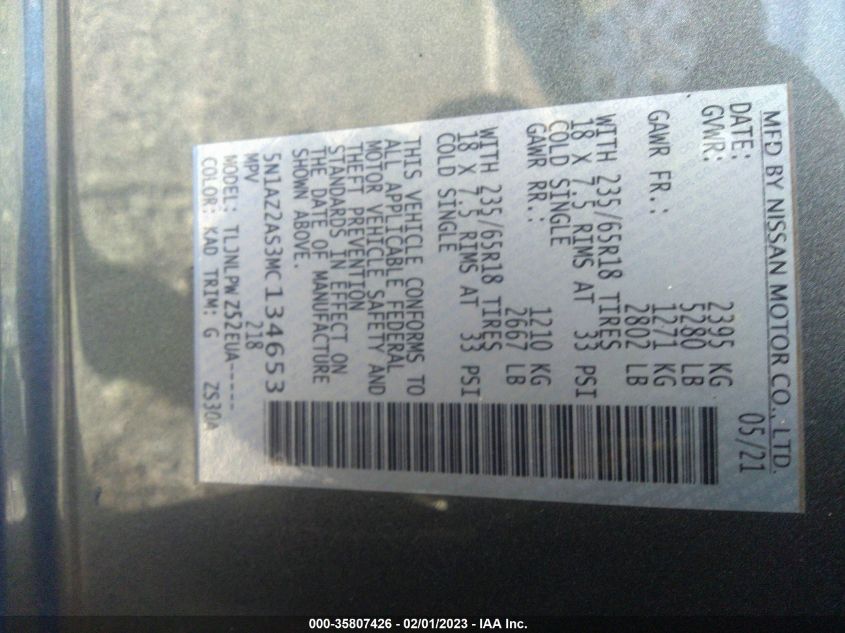 MFD BY NISSAN MOTOR CO., LTD.
DATE: 05/21
GVWR: 2395 KG
5280 LB
GAWR FR.: 1271 KG
2802 LB
WITH 235/65R18 TIRES
18 X 7.5 RIMS AT 33 PSI
COLD SINGLE
GAWR RR.: 1210 KG
2667 LB
WITH 235/65R18 TIRES
18 X 7.5 RIMS AT 33 PSI
COLD SINGLE
THIS VEHICLE CONFORMS TO
ALL APPLICABLE FEDERAL
MOTOR VEHICLE SAFETY AND
THEFT PREVENTION
STANDARDS IN EFFECT ON
THE DATE OF MANUFACTURE
SHOWN ABOVE.
5N1AZ2AS3MC134653
MPV 218
MODEL: TLJNLPWZ52EUA-----
COLOR: KAD TRIM: G ZS30A
000-35807426 - 02/01/2023 - IAA Inc.